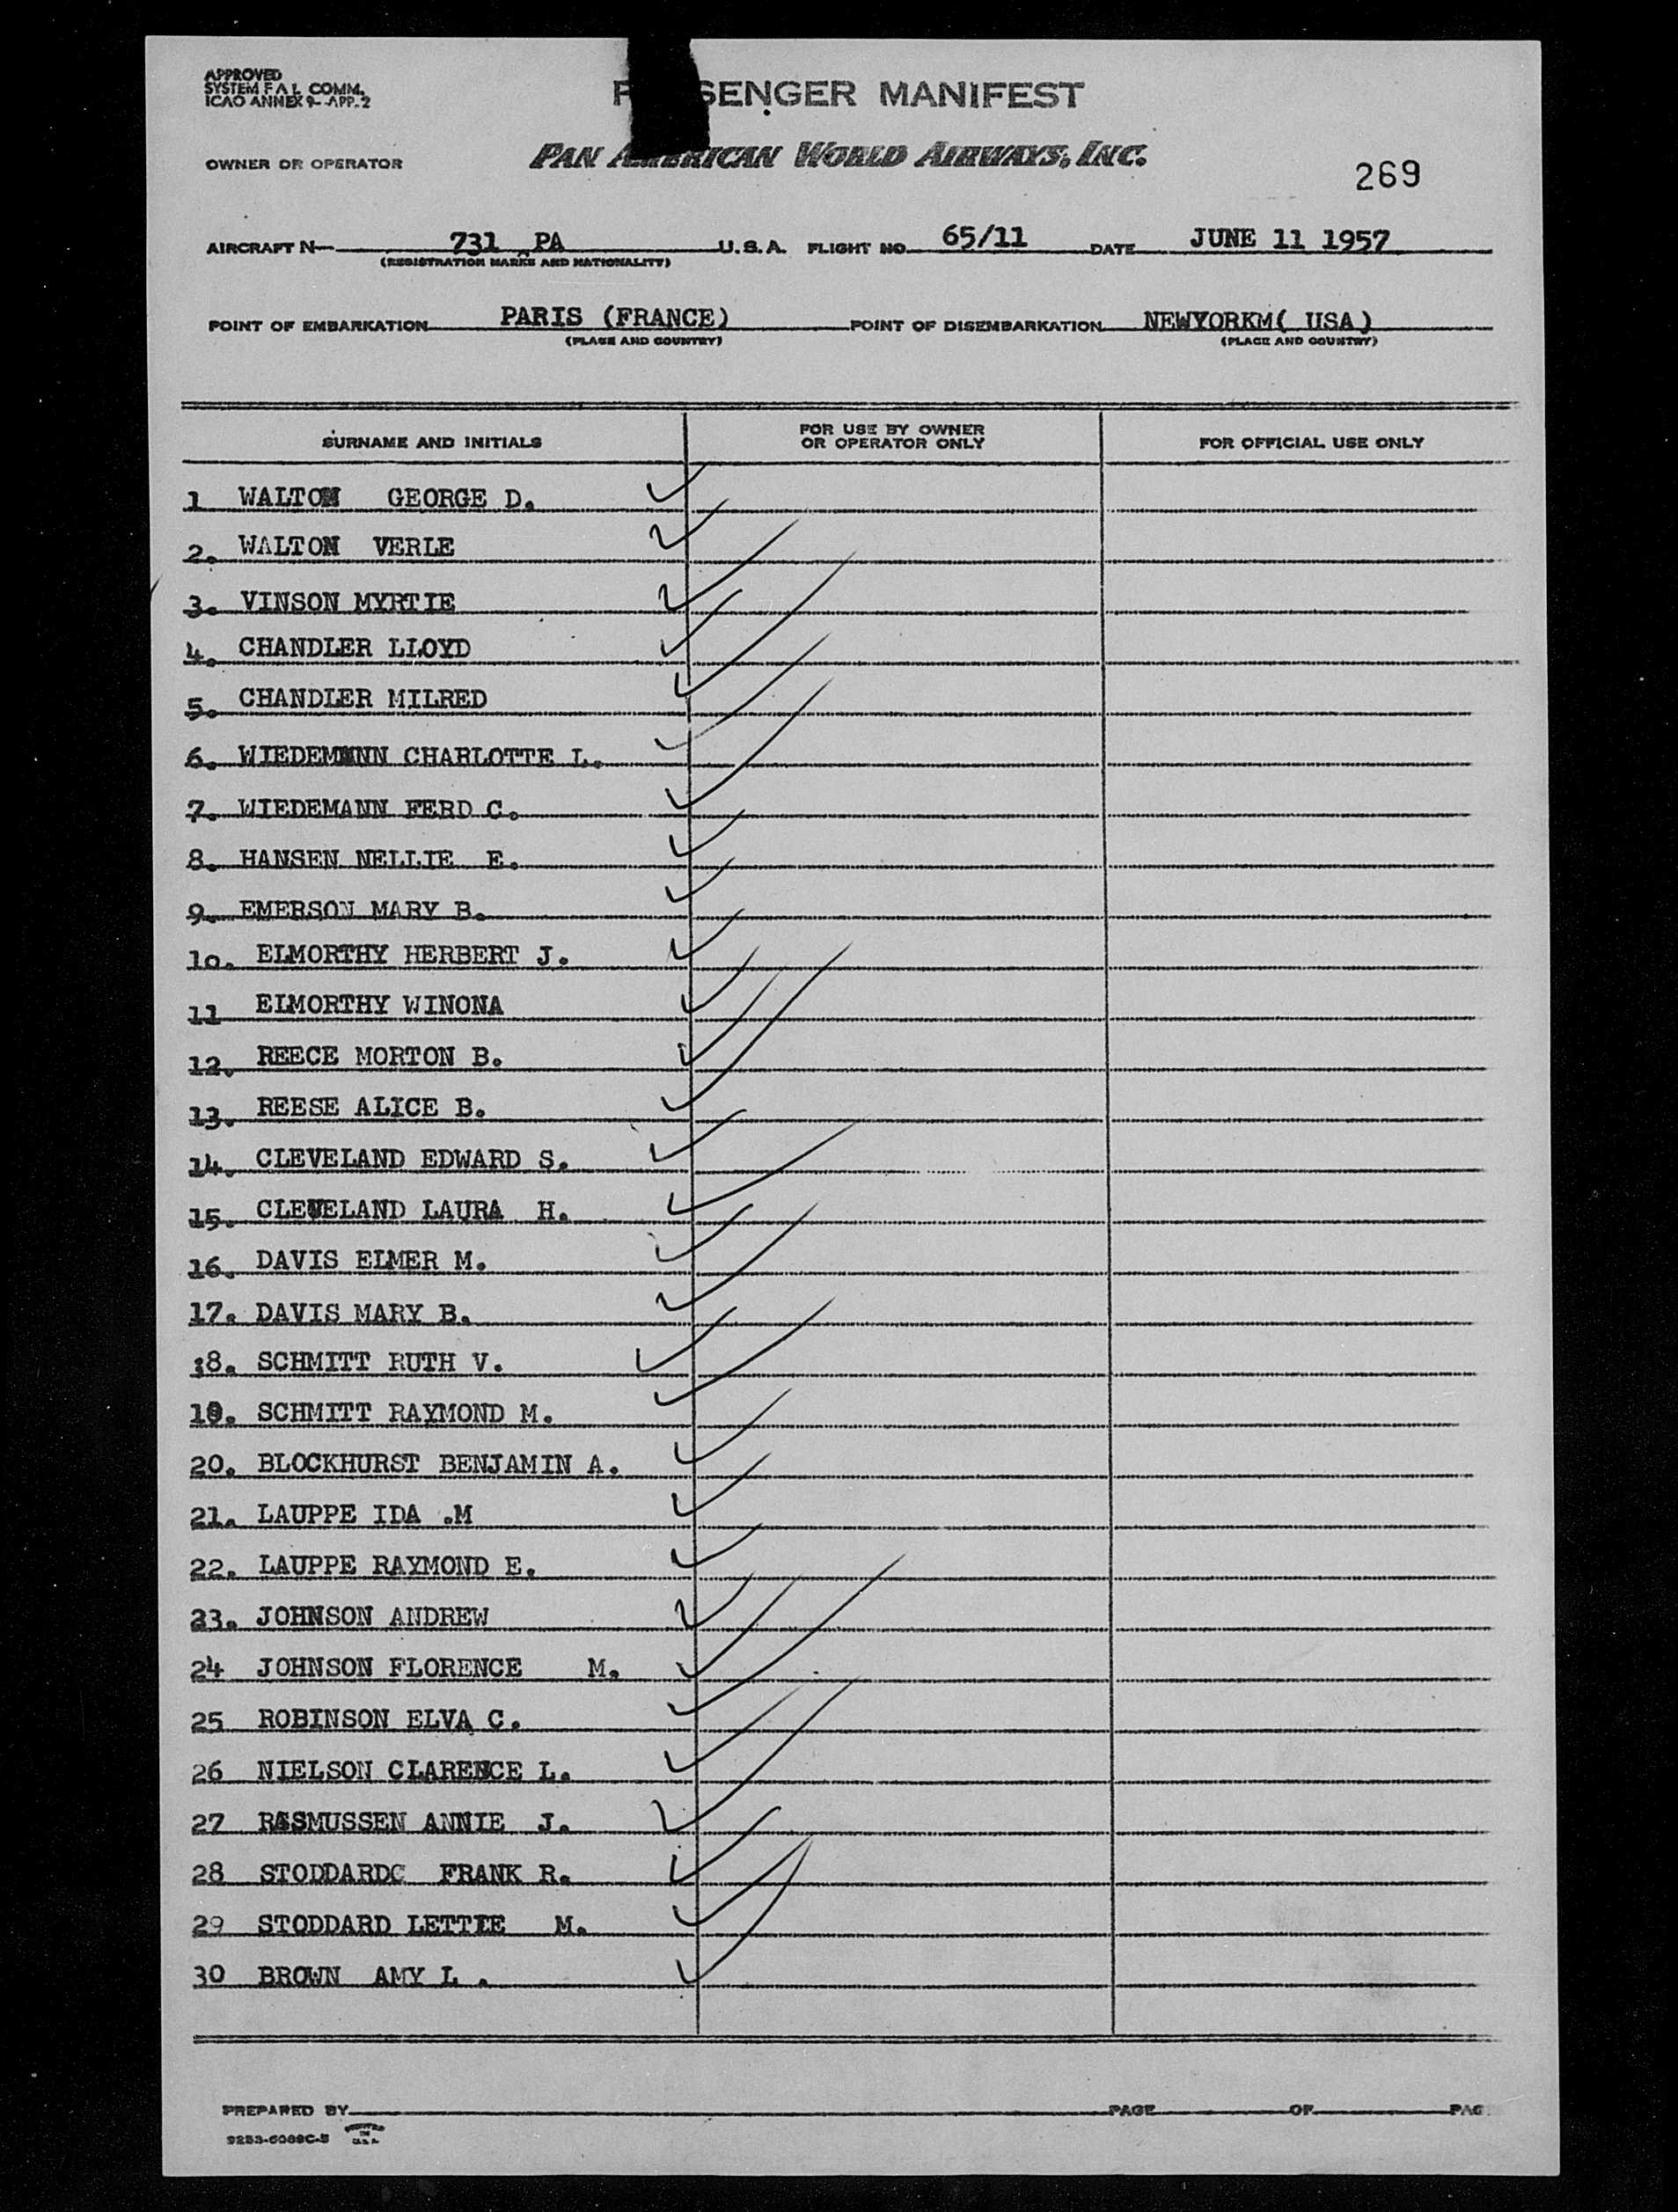 APPROVED
SYSTEM F A L COMM.
ICAO ANNEX 9- APP. 2
SENGER MANIFEST
OWNER OR OPERATOR
PAN AMERICAN WORLD AIRWAYS, INC.
269
AIRCRAFT N— 731 PA U.S.A. FLIGHT NO. 65/11 DATE JUNE 11 1957
(REGISTRATION MARKS AND NATIONALITY)
POINT OF EMBARKATION PARIS (FRANCE) POINT OF DISEMBARKATION NEWYORKM( USA)
(PLACE AND COUNTRY) (PLACE AND COUNTRY)
SURNAME AND INITIALS FOR USE BY OWNER OR OPERATOR ONLY FOR OFFICIAL USE ONLY
1 WALTON GEORGE D.
2. WALTON VERLE
3. VINSON MYRTIE
4. CHANDLER LLOYD
5. CHANDLER MILRED
6. WIEDEMANN CHARLOTTE L.
7. WIEDEMANN FERD C.
8. HANSEN NELLIE E.
9. EMERSON MARY B.
10. ELMORTHY HERBERT J.
11 ELMORTHY WINONA
12. REECE MORTON B.
13. REESE ALICE B.
14. CLEVELAND EDWARD S.
15. CLEVELAND LAURA H.
16. DAVIS ELMER M.
17. DAVIS MARY B.
18. SCHMITT RUTH V.
19. SCHMITT RAYMOND M.
20. BLOCKHURST BENJAMIN A.
21. LAUPPE IDA .M
22. LAUPPE RAYMOND E.
23. JOHNSON ANDREW
24 JOHNSON FLORENCE M.
25 ROBINSON ELVA C.
26 NIELSON CLARENCE L.
27 RASMUSSEN ANNIE J.
28 STODDARDC FRANK R.
29 STODDARD LETTIE M.
30 BROWN AMY L .
PREPARED BY PAGE OF PAG
9253-6089C-5